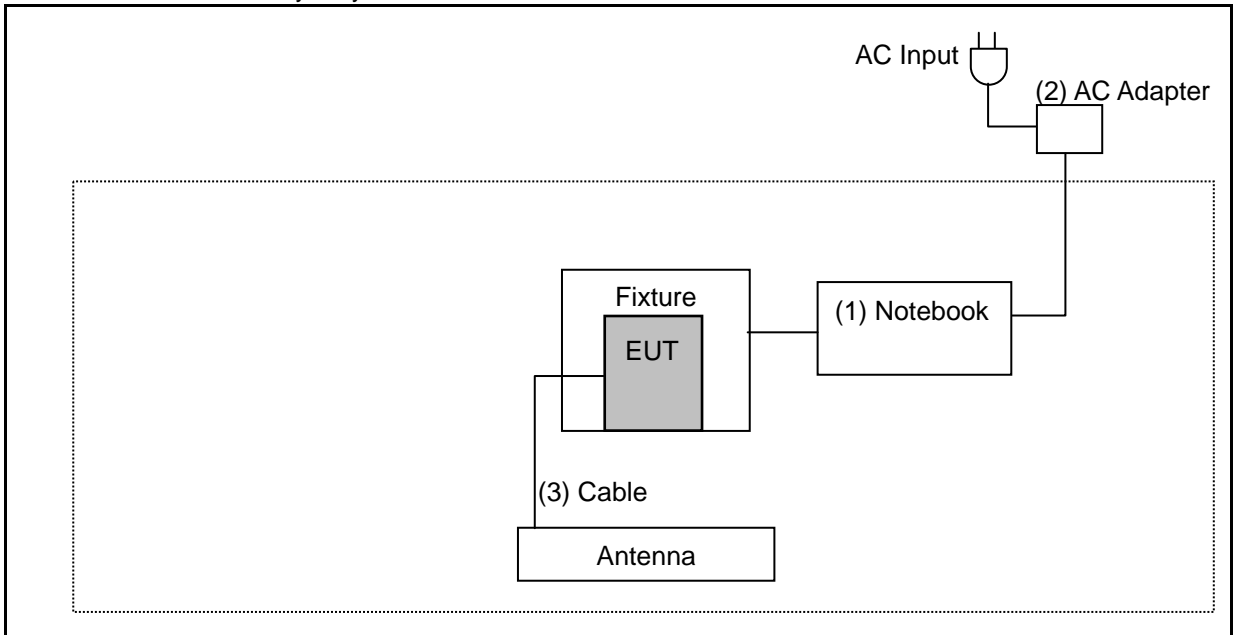 AC Input
(2) AC Adapter
Fixture
EUT
(1) Notebook
(3) Cable
Antenna